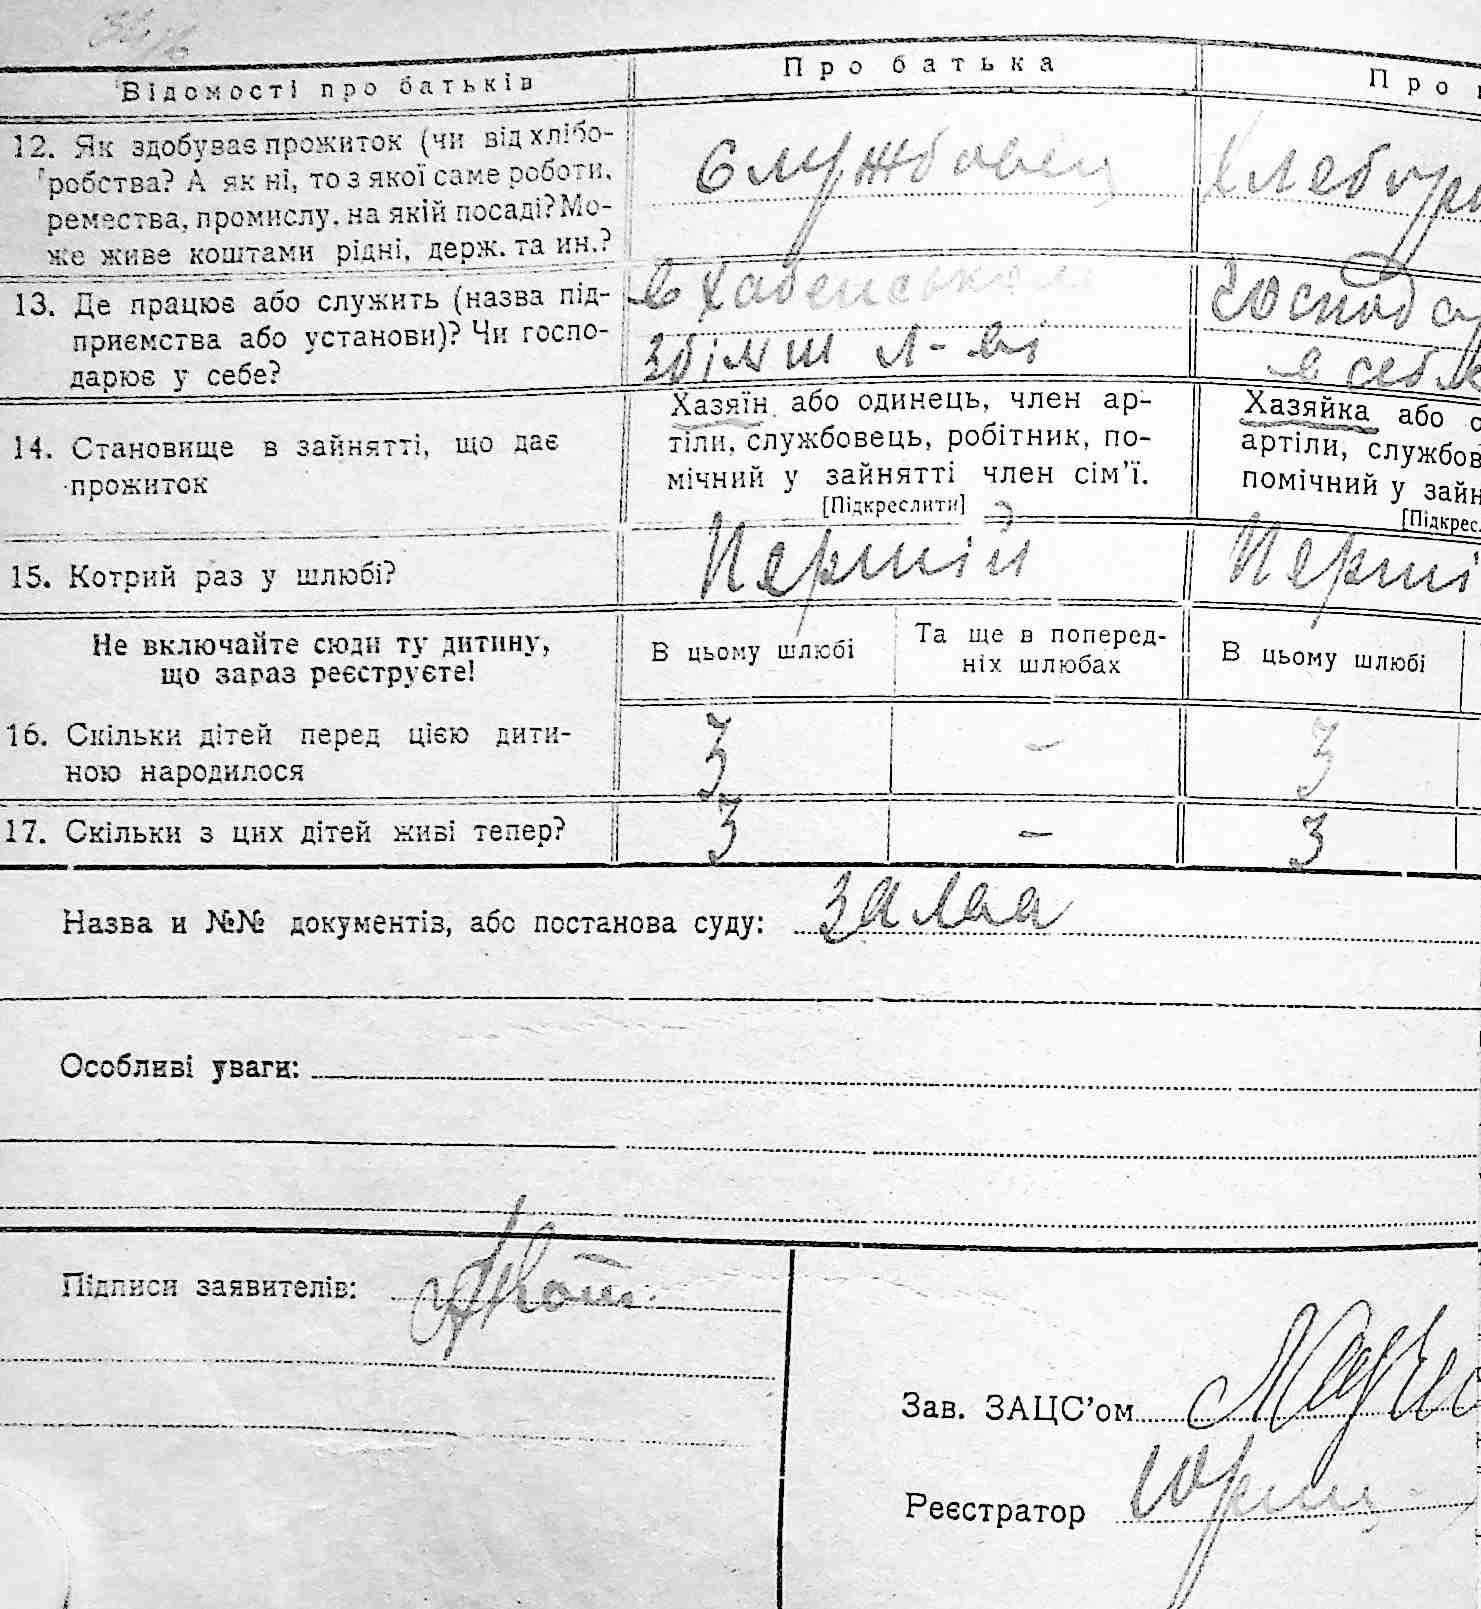 Відомості про батьків
Про батька
Про
12. Як здобуває прожиток (чи від хлібо-
робства? А як ні, то з якої саме роботи,
ремества, промислу, на якій посаді? Мо-
же живе коштами рідні, держ. та ин.?
Службовец
Хлебор
13. Де працює або служить (назва під-
приємства або установи)? Чи госпо-
дарює у себе?
в Хабенськом
господ
в себе
14. Становище в зайнятті, що дає
прожиток
Хазяїн або одинець, член ар-
тіли, службовець, робітник, по-
мічний у зайнятті член сім'ї.
[Підкреслити]
Хазяйка або о
артіли, службов
помічний у зайн
[Підкрес
15. Котрий раз у шлюбі?
Першій
Перші
Не включайте сюди ту дитину,
що зараз реєструєте!
В цьому шлюбі
Та ще в поперед-
ніх шлюбах
В цьому шлюбі
16. Скільки дітей перед цією дити-
ною народилося
3 - 3
17. Скільки з цих дітей живі тепер?
3 - 3
Назва и №№ документів, або постанова суду:
Особливі уваги:
Підписи заявителів:
Зав. ЗАЦС'ом
Реєстратор